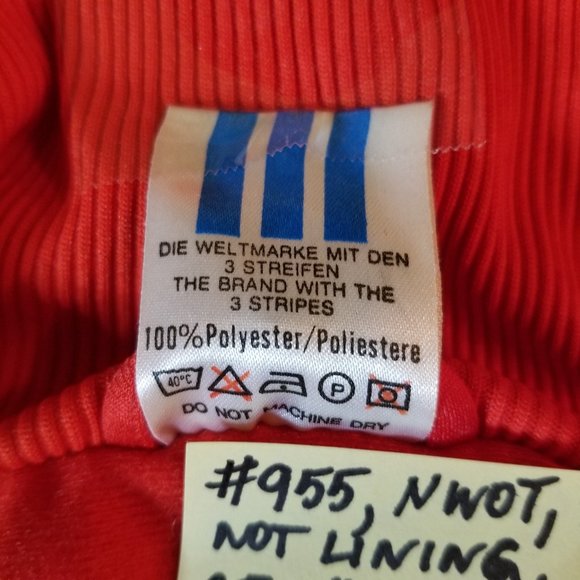 DIE WELTMARKE MIT DEN
3 STREIFEN
THE BRAND WITH THE
3 STRIPES
100%Polyester/Poliestere
40°C P
DO NOT MACHINE DRY
#955, NWOT,
NOT LINING,